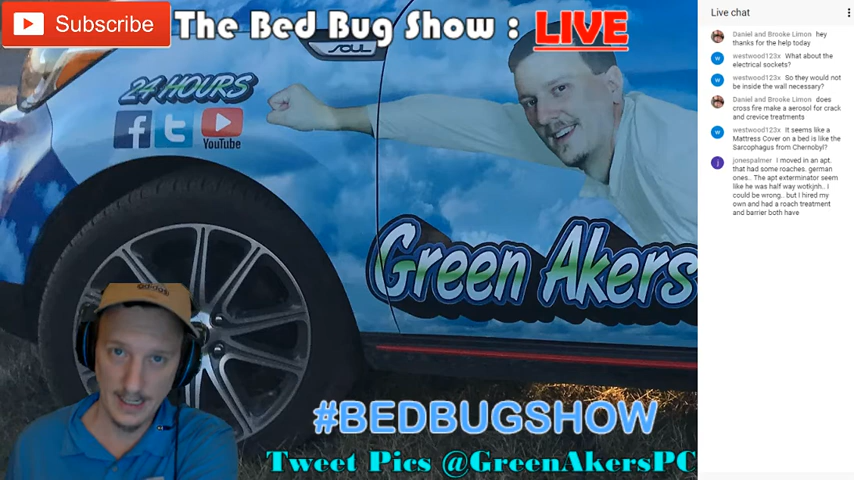 Subscribe
The Bed Bug Show : LIVE
SOUL
24 HOURS
YouTube
Green Akers
#BEDBUGSHOW
Tweet Pics @GreenAkersPC
Live chat
Daniel and Brooke Limon hey
thanks for the help today
westwood123x What about the
electrical sockets?
westwood123x So they would not
be inside the wall necessary?
Daniel and Brooke Limon does
cross fire make a aerosol for crack
and crevice treatments
westwood123x It seems like a
Mattress Cover on a bed is like the
Sarcophagus from Chernobyl?
jonespalmer I moved in an apt.
that had some roaches. german
ones.. The apt exterminator seem
like he was half way wotkjnh.. I
could be wrong.. but I hired my
own and had a roach treatment
and barrier both have